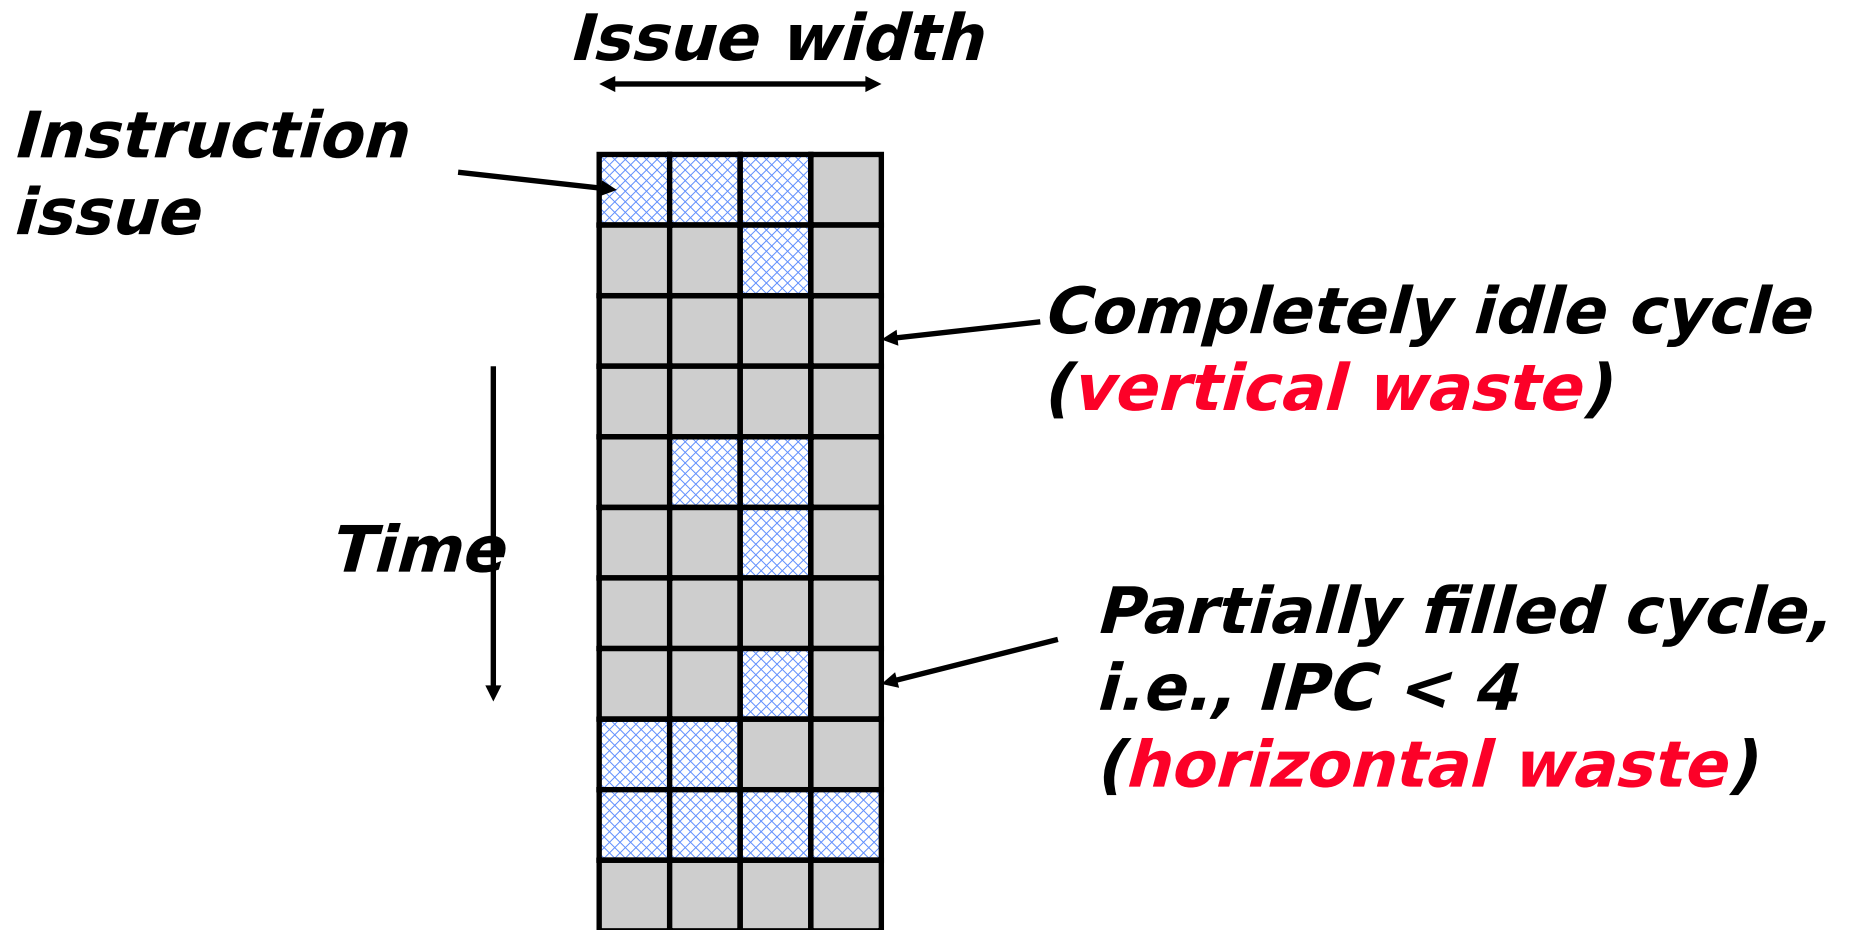 Issue width
Instruction
issue
Completely idle cycle
(vertical waste)
Time
Partially filled cycle,
i.e., IPC < 4
(horizontal waste)